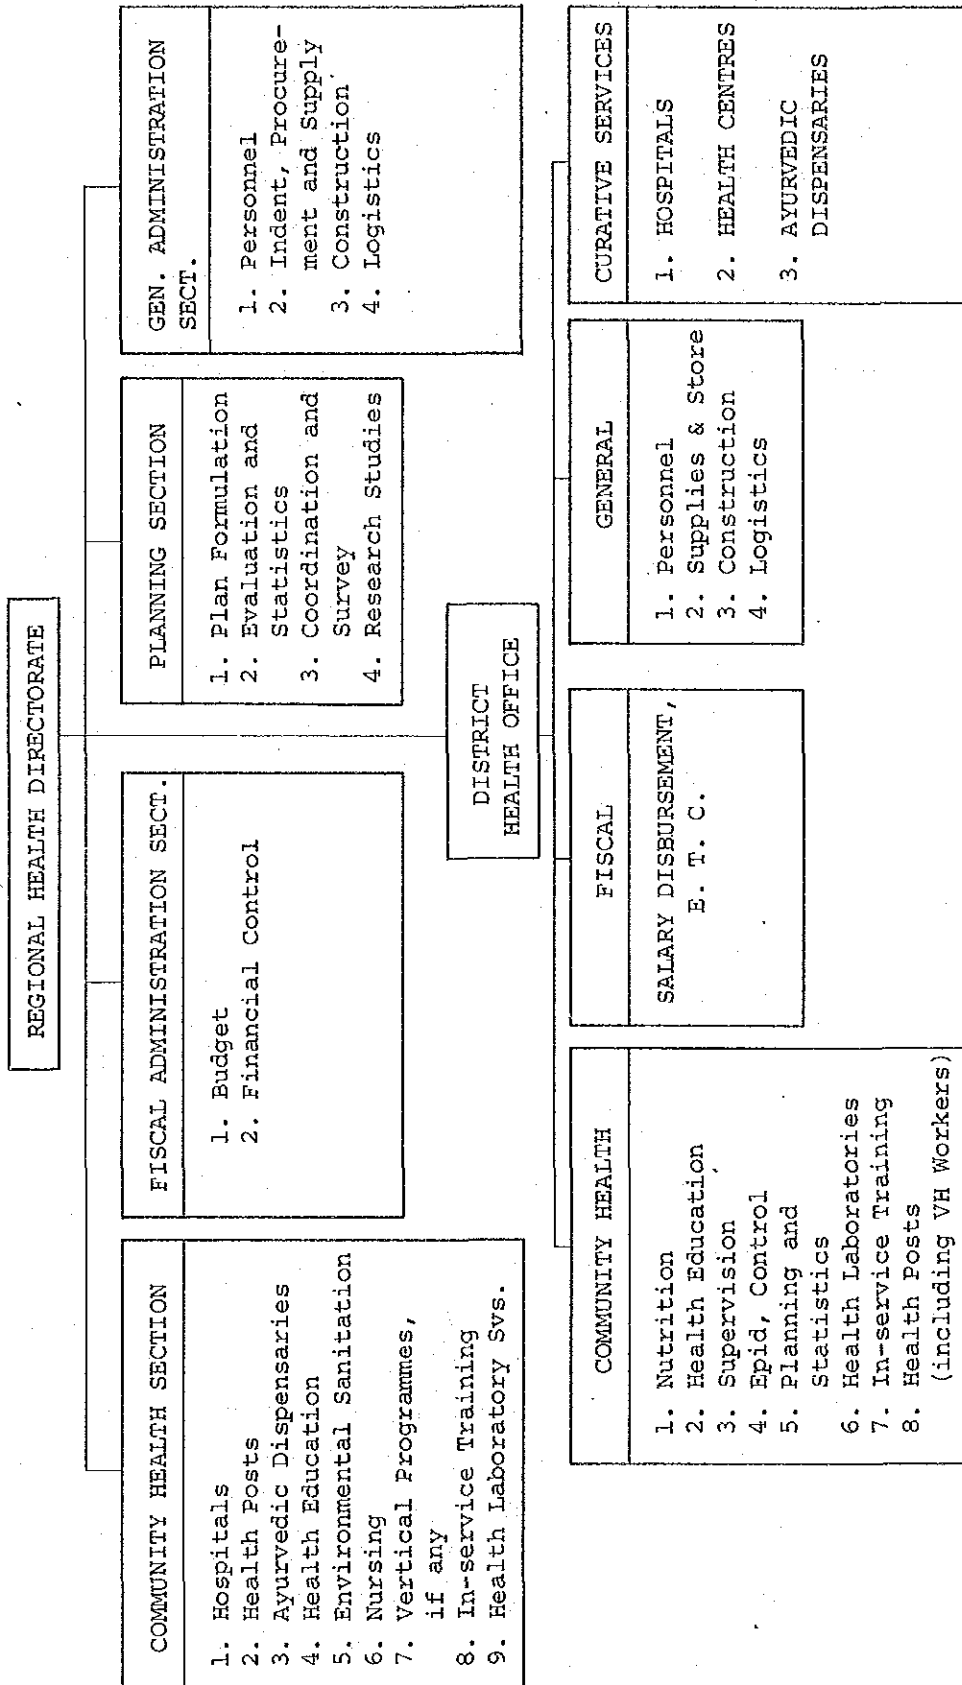 REGIONAL HEALTH DIRECTORATE
COMMUNITY HEALTH SECTION
1. Hospitals
2. Health Posts
3. Ayurvedic Dispensaries
4. Health Education
5. Environmental Sanitation
6. Nursing
7. Vertical Programmes,
if any
8. In-service Training
9. Health Laboratory Svs.
FISCAL ADMINISTRATION SECT.
1. Budget
2. Financial Control
PLANNING SECTION
1. Plan Formulation
2. Evaluation and
Statistics
3. Coordination and
Survey
4. Research Studies
GEN. ADMINISTRATION
SECT.
1. Personnel
2. Indent, Procure-
ment and Supply
3. Construction
4. Logistics
DISTRICT
HEALTH OFFICE
COMMUNITY HEALTH
1. Nutrition
2. Health Education
3. Supervision
4. Epid, Control
5. Planning and
Statistics
6. Health Laboratories
7. In-service Training
8. Health Posts
(including VH Workers)
FISCAL
SALARY DISBURSEMENT,
E. T. C.
GENERAL
1. Personnel
2. Supplies & Store
3. Construction
4. Logistics
CURATIVE SERVICES
1. HOSPITALS
2. HEALTH CENTRES
3. AYURVEDIC
DISPENSARIES